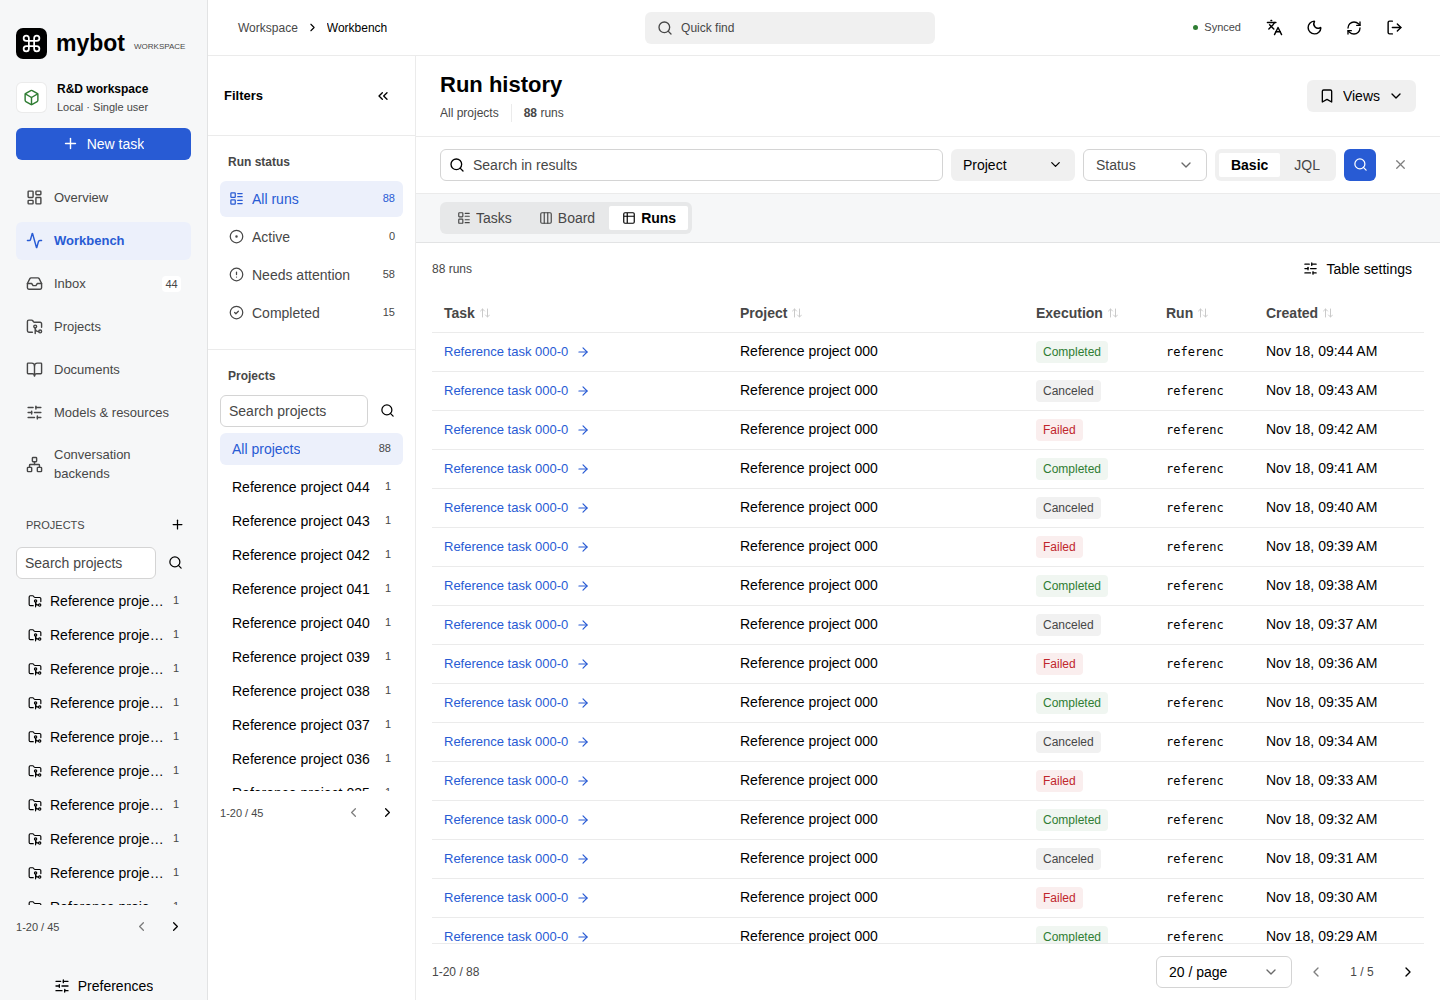 mybot WORKSPACE
R&D workspace
Local · Single user
New task
Overview
Workbench
Inbox 44
Projects
Documents
Models & resources
Conversation
backends
PROJECTS
Search projects
Reference proje… 1
Reference proje… 1
Reference proje… 1
Reference proje… 1
Reference proje… 1
Reference proje… 1
Reference proje… 1
Reference proje… 1
Reference proje… 1
1-20 / 45
Preferences
Workspace Workbench
Quick find
Synced
Filters
Run status
All runs 88
Active 0
Needs attention 58
Completed 15
Projects
Search projects
All projects 88
Reference project 044 1
Reference project 043 1
Reference project 042 1
Reference project 041 1
Reference project 040 1
Reference project 039 1
Reference project 038 1
Reference project 037 1
Reference project 036 1
1-20 / 45
Run history
All projects 88 runs
Views
Search in results
Project
Status
Basic JQL
Tasks Board Runs
88 runs
Table settings
Task Project Execution Run Created
Reference task 000-0 Reference project 000 Completed referenc Nov 18, 09:44 AM
Reference task 000-0 Reference project 000 Canceled referenc Nov 18, 09:43 AM
Reference task 000-0 Reference project 000 Failed referenc Nov 18, 09:42 AM
Reference task 000-0 Reference project 000 Completed referenc Nov 18, 09:41 AM
Reference task 000-0 Reference project 000 Canceled referenc Nov 18, 09:40 AM
Reference task 000-0 Reference project 000 Failed referenc Nov 18, 09:39 AM
Reference task 000-0 Reference project 000 Completed referenc Nov 18, 09:38 AM
Reference task 000-0 Reference project 000 Canceled referenc Nov 18, 09:37 AM
Reference task 000-0 Reference project 000 Failed referenc Nov 18, 09:36 AM
Reference task 000-0 Reference project 000 Completed referenc Nov 18, 09:35 AM
Reference task 000-0 Reference project 000 Canceled referenc Nov 18, 09:34 AM
Reference task 000-0 Reference project 000 Failed referenc Nov 18, 09:33 AM
Reference task 000-0 Reference project 000 Completed referenc Nov 18, 09:32 AM
Reference task 000-0 Reference project 000 Canceled referenc Nov 18, 09:31 AM
Reference task 000-0 Reference project 000 Failed referenc Nov 18, 09:30 AM
Reference task 000-0 Reference project 000 Completed referenc Nov 18, 09:29 AM
1-20 / 88
20 / page
1 / 5